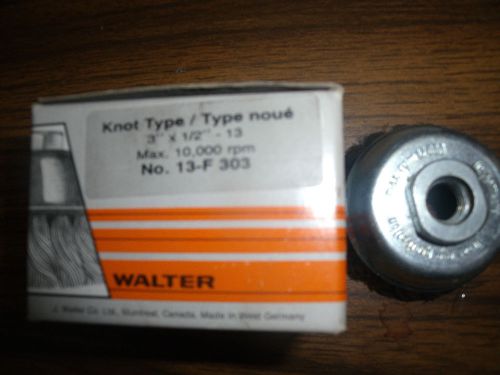 Knot Type / Type noué
3" x 1/2" - 13
Max. 10,000 rpm
No. 13-F 303
WALTER
J. Walter Co. Ltd., Montreal, Canada, Made in West Germany